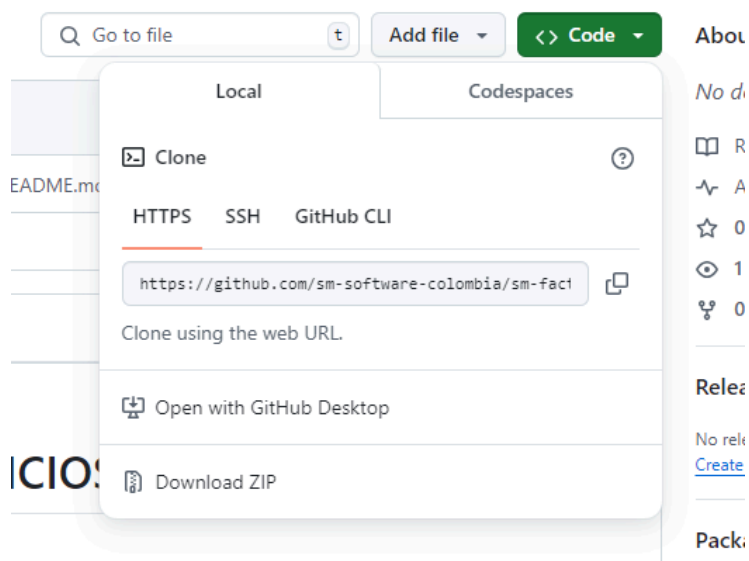 Go to file t Add file Code
Local Codespaces
Clone
HTTPS SSH GitHub CLI
https://github.com/sm-software-colombia/sm-fact
Clone using the web URL.
Open with GitHub Desktop
Download ZIP
EADME.m
ICIOS
Abou
No de
R
A
0
1
0
Relea
No rele
Create
Packa